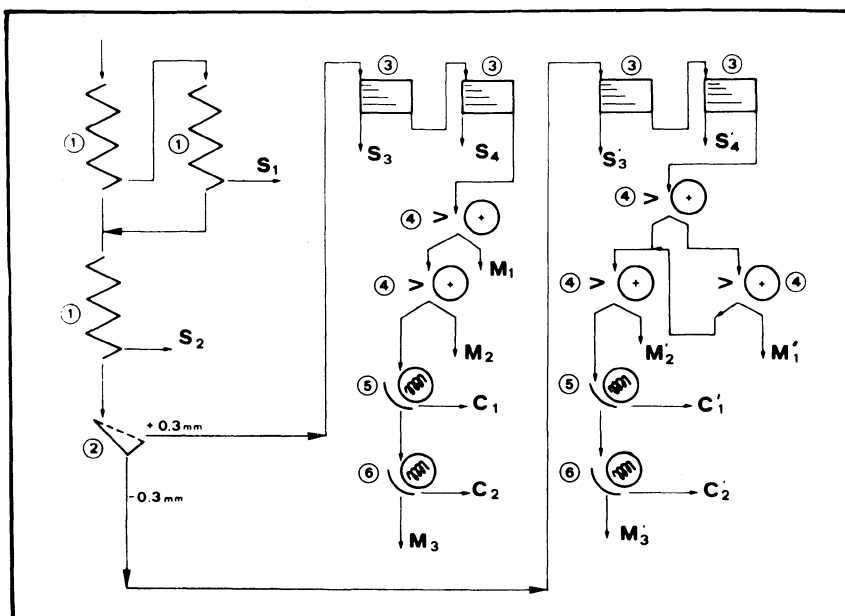 ① ① S₁
① S₂
② + 0.3 mm
-0.3 mm
③ ③
S₃ S₄
④ > +
M₁
④ > +
M₂
⑤ C₁
⑥ C₂
M₃
③ ③
S'₃ S'₄
④ > +
④ > + > + ④
M'₂ M'₁
⑤ C'₁
⑥ C'₂
M'₃